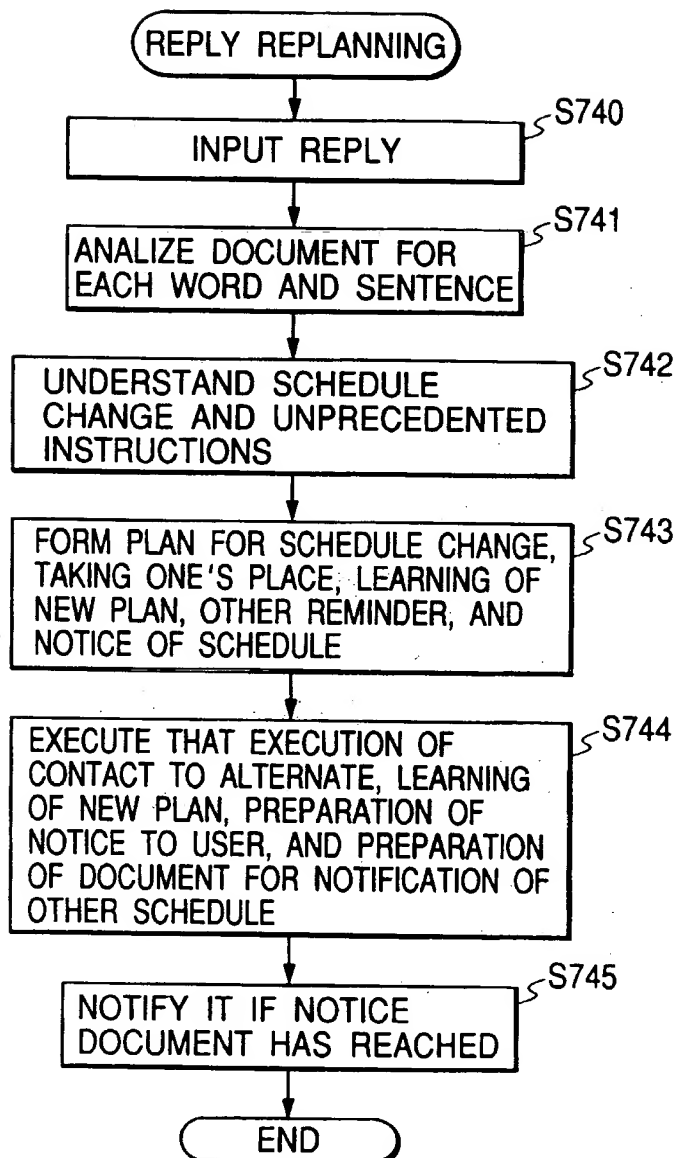 REPLY REPLANNING
S740
INPUT REPLY
S741
ANALIZE DOCUMENT FOR
EACH WORD AND SENTENCE
S742
UNDERSTAND SCHEDULE
CHANGE AND UNPRECEDENTED
INSTRUCTIONS
S743
FORM PLAN FOR SCHEDULE CHANGE,
TAKING ONE'S PLACE, LEARNING OF
NEW PLAN, OTHER REMINDER, AND
NOTICE OF SCHEDULE
S744
EXECUTE THAT EXECUTION OF
CONTACT TO ALTERNATE, LEARNING
OF NEW PLAN, PREPARATION OF
NOTICE TO USER, AND PREPARATION
OF DOCUMENT FOR NOTIFICATION OF
OTHER SCHEDULE
S745
NOTIFY IT IF NOTICE
DOCUMENT HAS REACHED
END